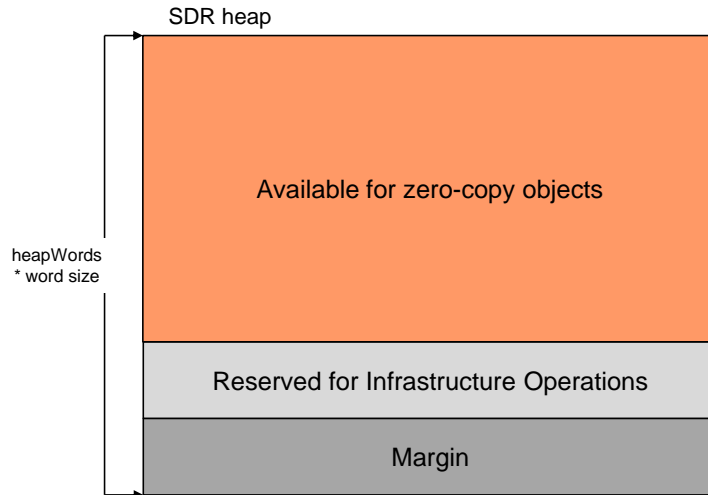 SDR heap
Available for zero-copy objects
heapWords
* word size
Reserved for Infrastructure Operations
Margin